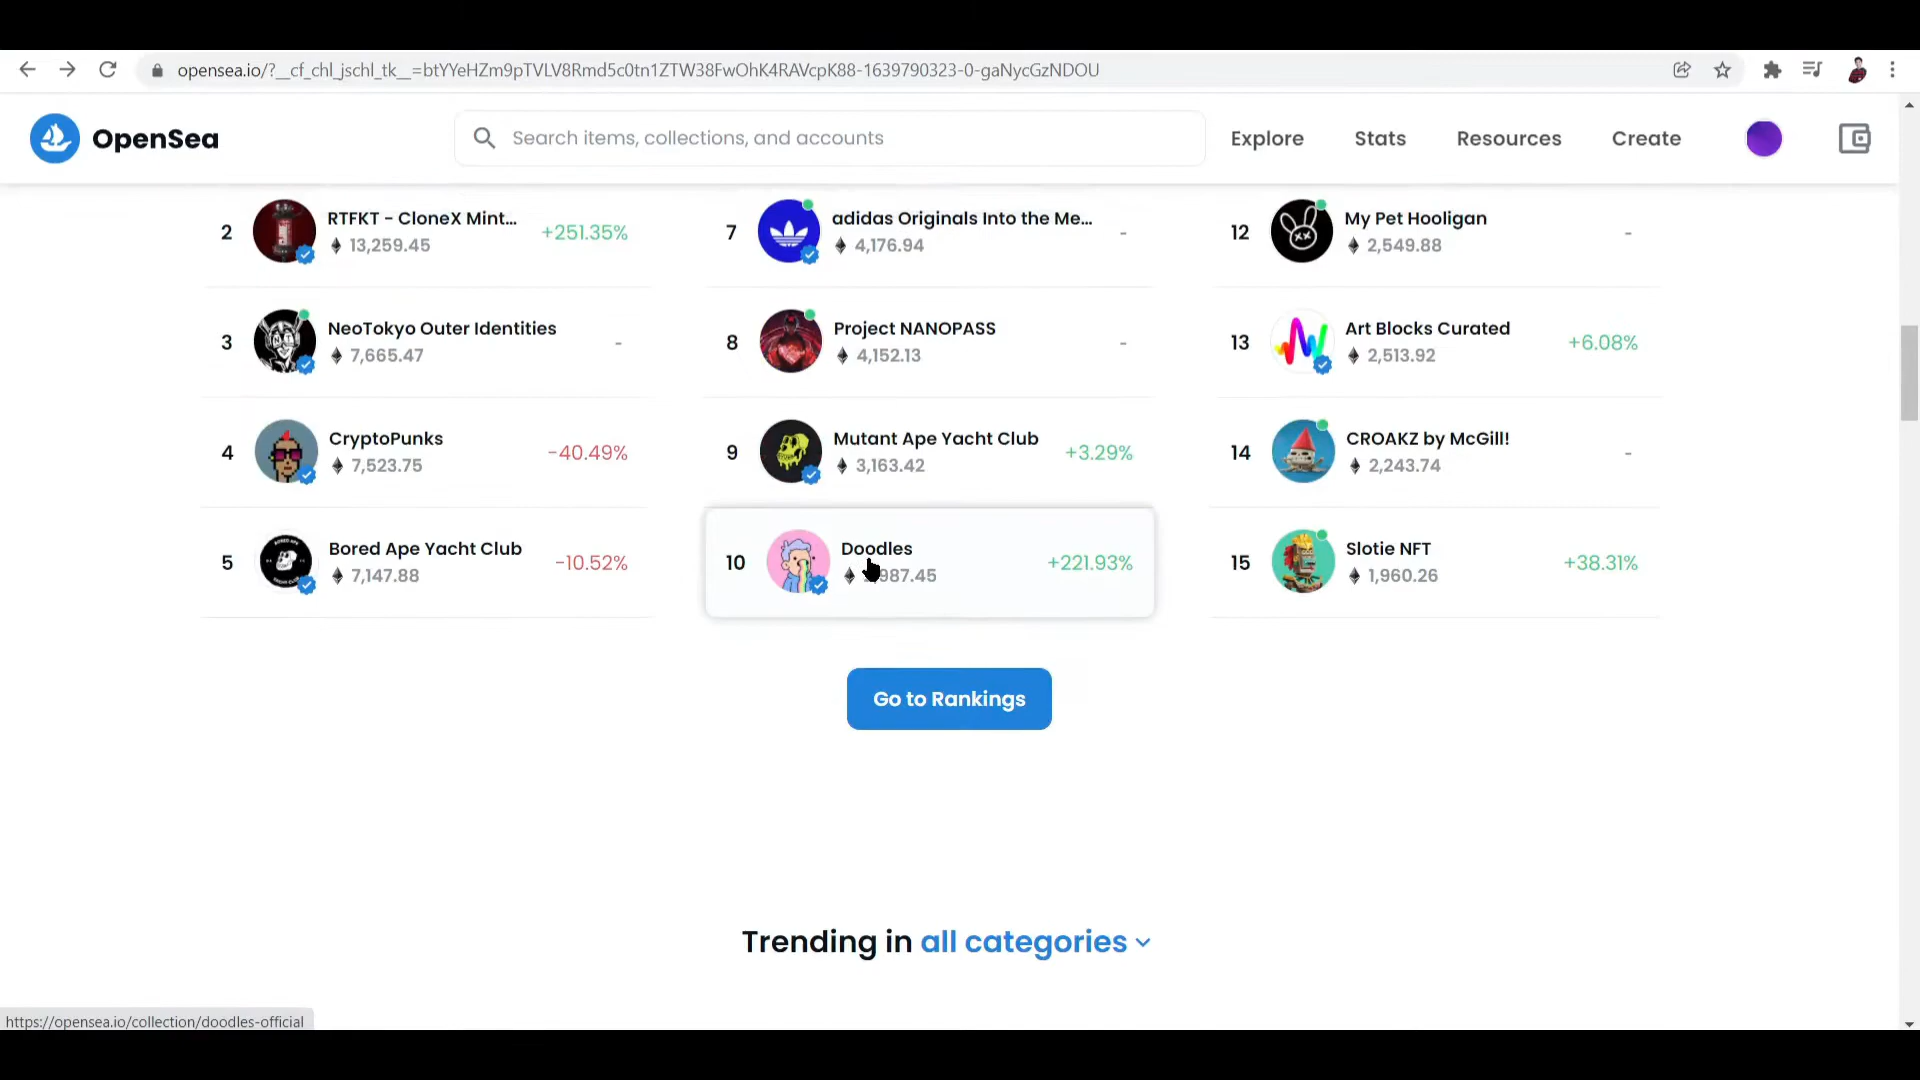 opensea.io/?__cf_chl_jschl_tk__=btYYeHZm9pTVLV8Rmd5c0tn1ZTW38FwOhK4RAVcpK88-1639790323-0-gaNycGzNDOU
OpenSea
Search items, collections, and accounts
Explore
Stats
Resources
Create
2
RTFKT - CloneX Mint...
13,259.45
+251.35%
3
NeoTokyo Outer Identities
7,665.47
-
4
CryptoPunks
7,523.75
-40.49%
5
Bored Ape Yacht Club
7,147.88
-10.52%
7
adidas Originals Into the Me...
4,176.94
-
8
Project NANOPASS
4,152.13
-
9
Mutant Ape Yacht Club
3,163.42
+3.29%
10
Doodles
987.45
+221.93%
12
My Pet Hooligan
2,549.88
-
13
Art Blocks Curated
2,513.92
+6.08%
14
CROAKZ by McGill!
2,243.74
-
15
Slotie NFT
1,960.26
+38.31%
Go to Rankings
Trending in all categories
https://opensea.io/collection/doodles-official